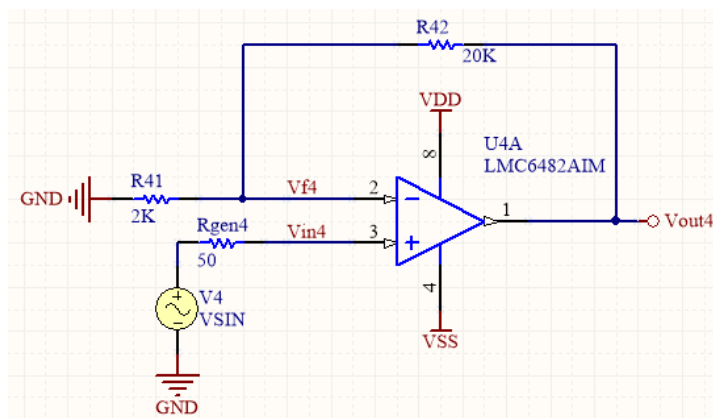 R42
20K
VDD
8
U4A
LMC6482AIM
R41
2K
GND
Vf4
2
1
Vout4
Rgen4
50
Vin4
3
4
V4
VSIN
VSS
GND